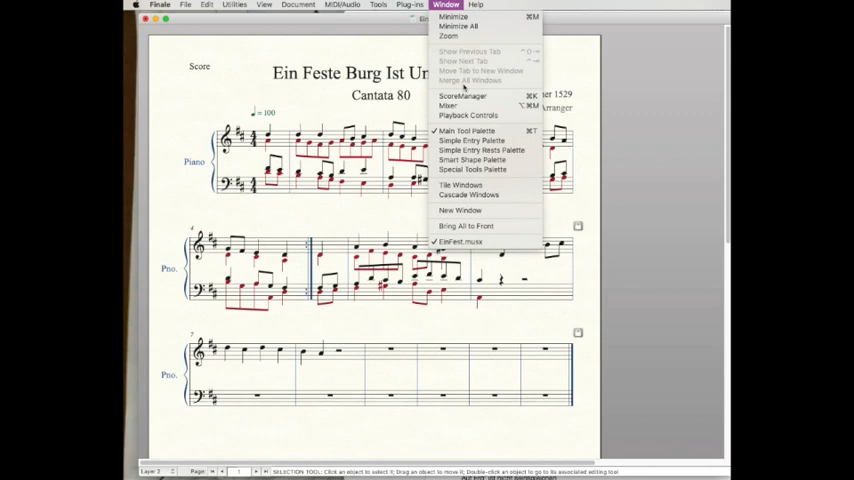 Finale File Edit Utilities View Document MIDI/Audio Tools Plug-ins Window Help
Minimize ⌘M
Minimize All
Zoom
Show Previous Tab
Show Next Tab
Move Tab to New Window
Merge All Windows
ScoreManager ⌘K
Mixer ⌥⌘M
Playback Controls
✓ Main Tool Palette ⌘T
Simple Entry Palette
Simple Entry Rests Palette
Smart Shape Palette
Special Tools Palette
Tile Windows
Cascade Windows
New Window
Bring All to Front
✓ EinFest.musx
Score
Ein Feste Burg Ist
Cantata 80
1529
Arranger
= 100
Piano
4
Pno.
7
Pno.
Layer 2 Page: 1 SELECTION TOOL: Click an object to select it; Drag an object to move it; Double-click an object to go to its associated editing tool